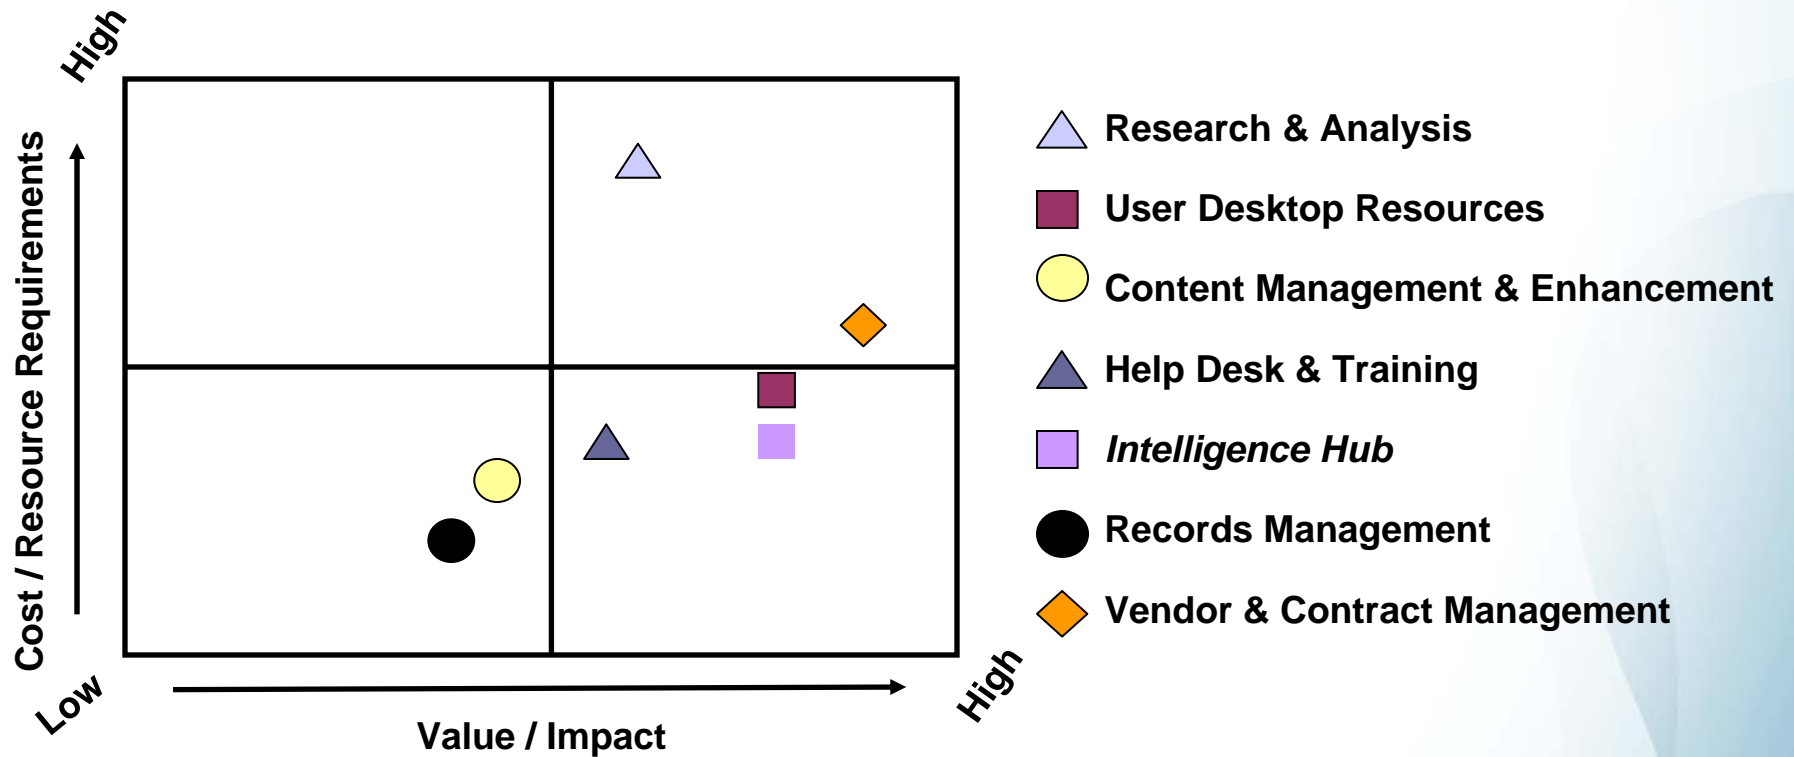 High
Cost / Resource Requirements
Low
Value / Impact
High
Research & Analysis
User Desktop Resources
Content Management & Enhancement
Help Desk & Training
Intelligence Hub
Records Management
Vendor & Contract Management